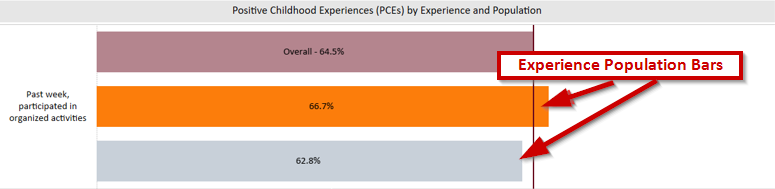 Positive Childhood Experiences (PCEs) by Experience and Population
Overall - 64.5%
Experience Population Bars
Past week,
participated in
organized activities
66.7%
62.8%